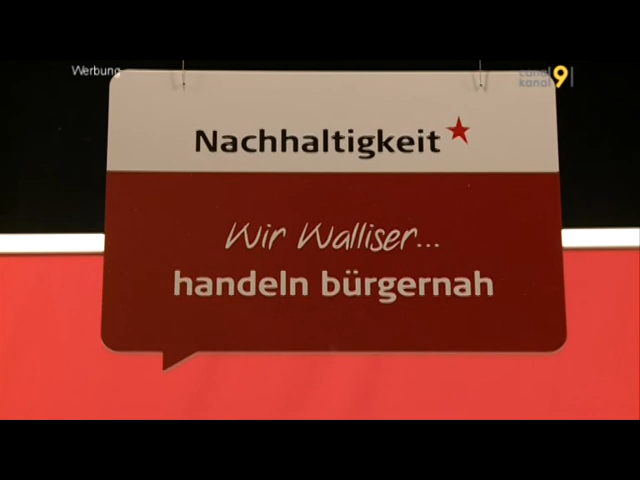 Werbung
canal 9
kanal
Nachhaltigkeit
Wir Walliser...
handeln bürgernah